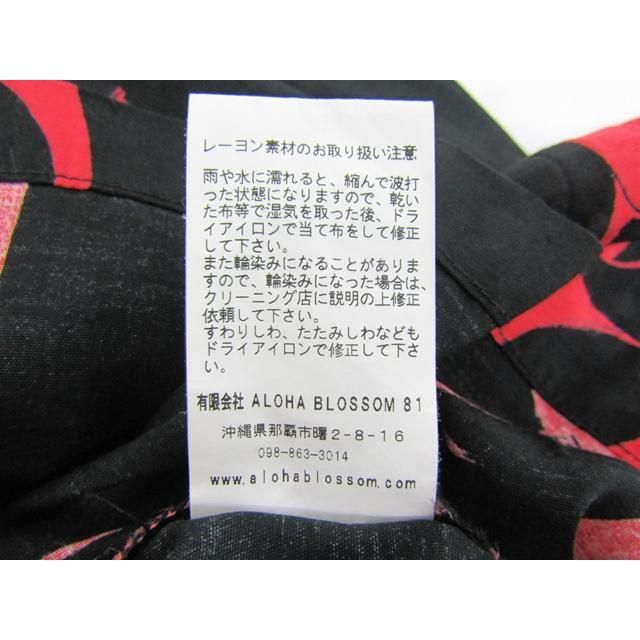 レーヨン素材のお取り扱い注意
雨や水に濡れると、縮んで波打
った状態になりますので、乾い
た布等で湿気を取った後、ドラ
イアイロンで当て布をして修正
して下さい。
また輪染みになることがありま
すので、輪染みになった場合は、
クリーニング店に説明の上修正
依頼して下さい。
すわりしわ、たたみしわなども
ドライアイロンで修正して下さ
い。
有限会社 ALOHA BLOSSOM 81
沖縄県那覇市曙2-8-16
098-863-3014
www.alohablossom.com/